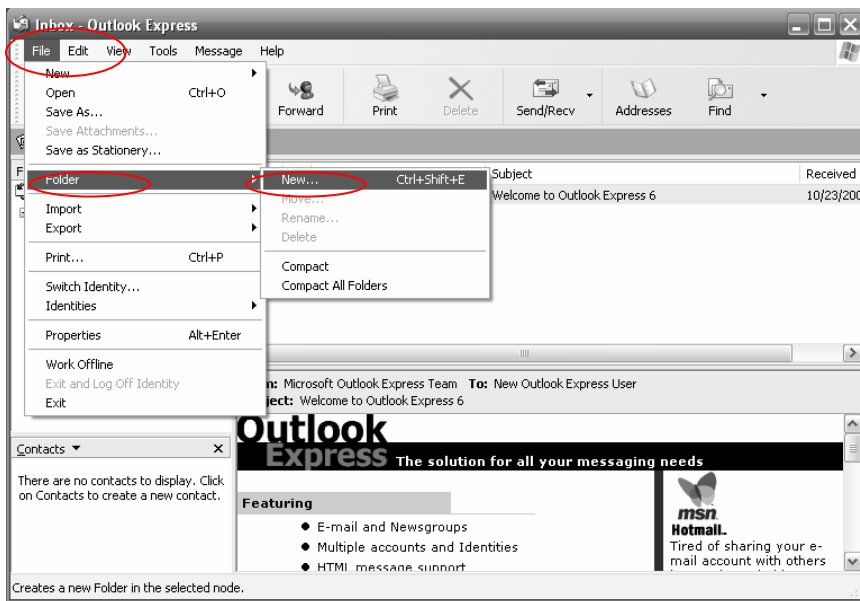 Inbox - Outlook Express
File Edit View Tools Message Help
New
Open Ctrl+O
Save As...
Save Attachments...
Save as Stationery...
Folder
Import
Export
Print... Ctrl+P
Switch Identity...
Identities
Properties Alt+Enter
Work Offline
Exit and Log Off Identity
Exit
New... Ctrl+Shift+E
Move...
Rename...
Delete
Compact
Compact All Folders
Forward Print Delete Send/Recv Addresses Find
Subject Received
Welcome to Outlook Express 6 10/23/200
Microsoft Outlook Express Team To: New Outlook Express User
Welcome to Outlook Express 6
Contacts
There are no contacts to display. Click
on Contacts to create a new contact.
Outlook
Express The solution for all your messaging needs
Featuring
E-mail and Newsgroups
Multiple accounts and Identities
HTML message support
msn
Hotmail
Tired of sharing your e-
mail account with others
Creates a new Folder in the selected node.